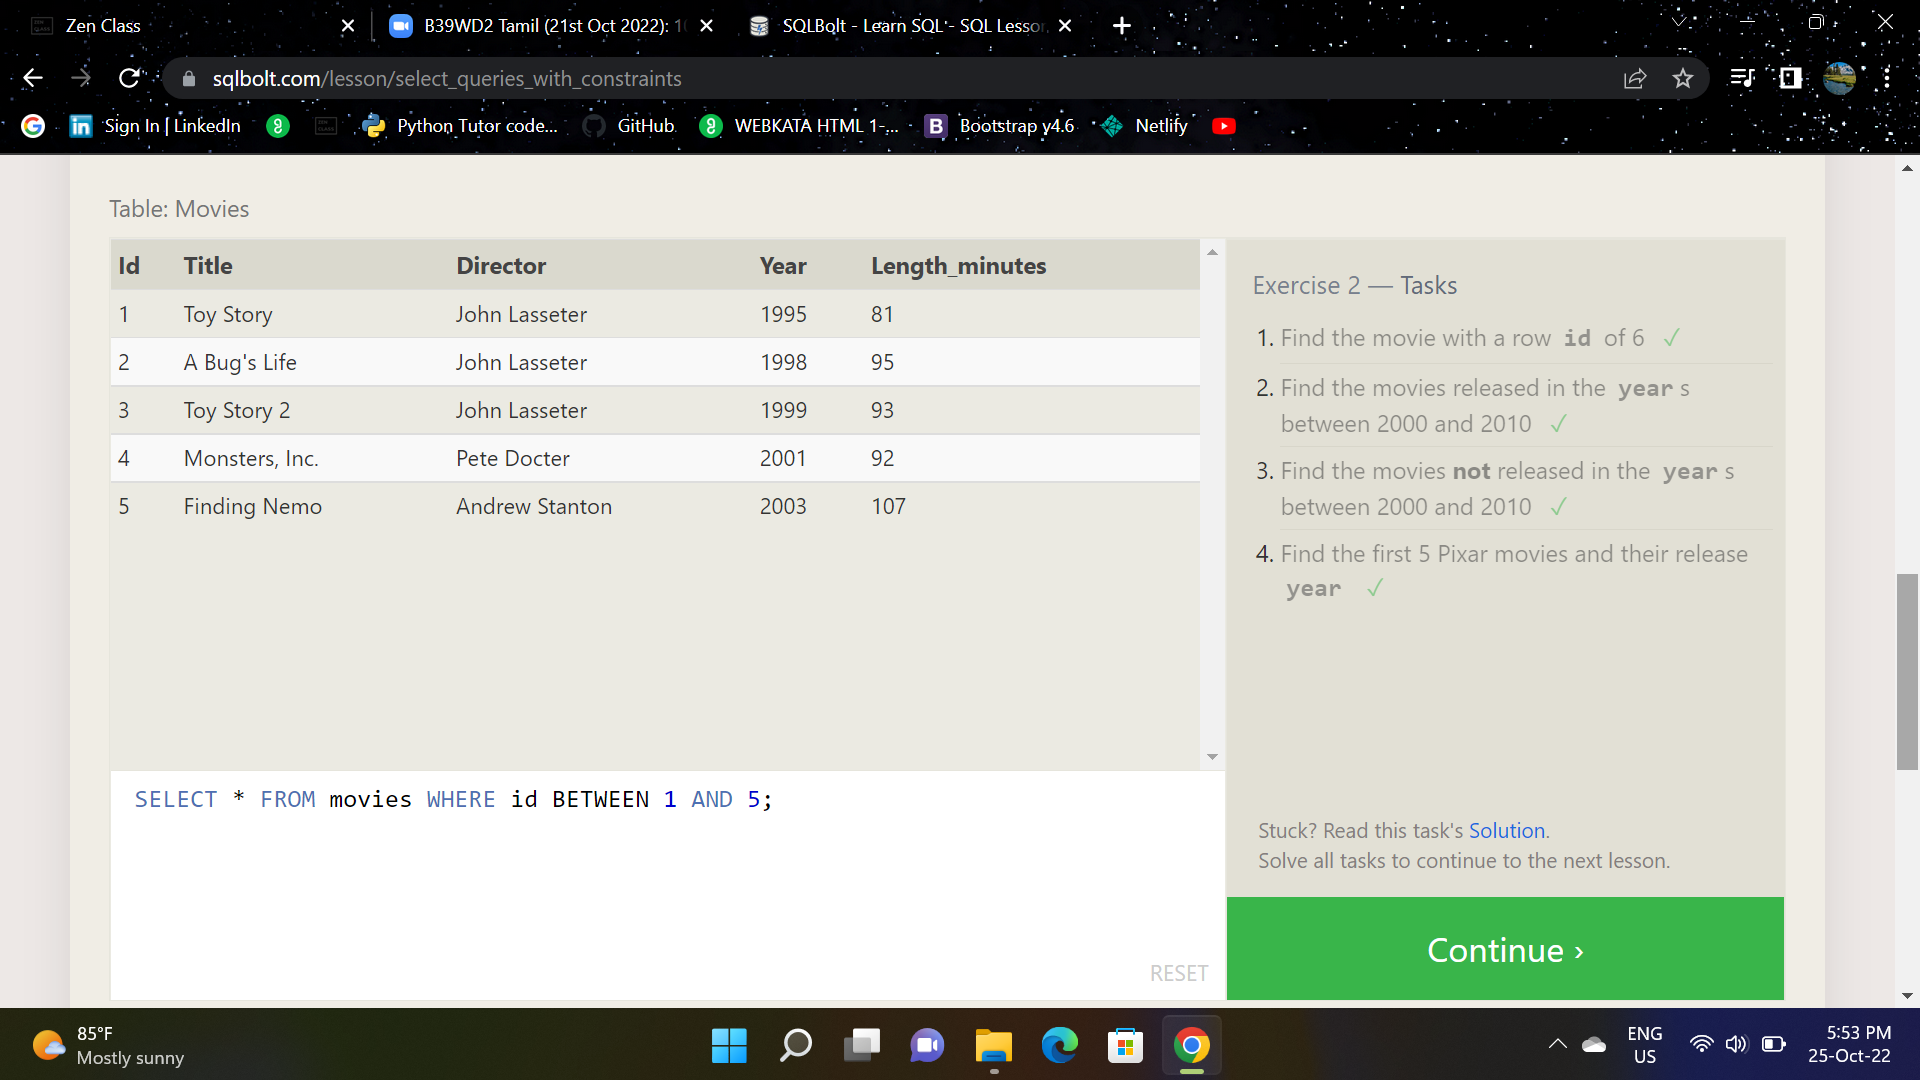 Zen Class
B39WD2 Tamil (21st Oct 2022): 1
SQLBolt - Learn SQL - SQL Lesson
sqlbolt.com/lesson/select_queries_with_constraints
Sign In | LinkedIn
Python Tutor code...
GitHub
WEBKATA HTML 1-...
Bootstrap v4.6
Netlify
Table: Movies
Id Title Director Year Length_minutes
1 Toy Story John Lasseter 1995 81
2 A Bug's Life John Lasseter 1998 95
3 Toy Story 2 John Lasseter 1999 93
4 Monsters, Inc. Pete Docter 2001 92
5 Finding Nemo Andrew Stanton 2003 107
SELECT * FROM movies WHERE id BETWEEN 1 AND 5;
RESET
Exercise 2 — Tasks
1. Find the movie with a row id of 6 ✓
2. Find the movies released in the year s
between 2000 and 2010 ✓
3. Find the movies not released in the year s
between 2000 and 2010 ✓
4. Find the first 5 Pixar movies and their release
year ✓
Stuck? Read this task's Solution.
Solve all tasks to continue to the next lesson.
Continue ›
85°F
Mostly sunny
ENG
US
5:53 PM
25-Oct-22